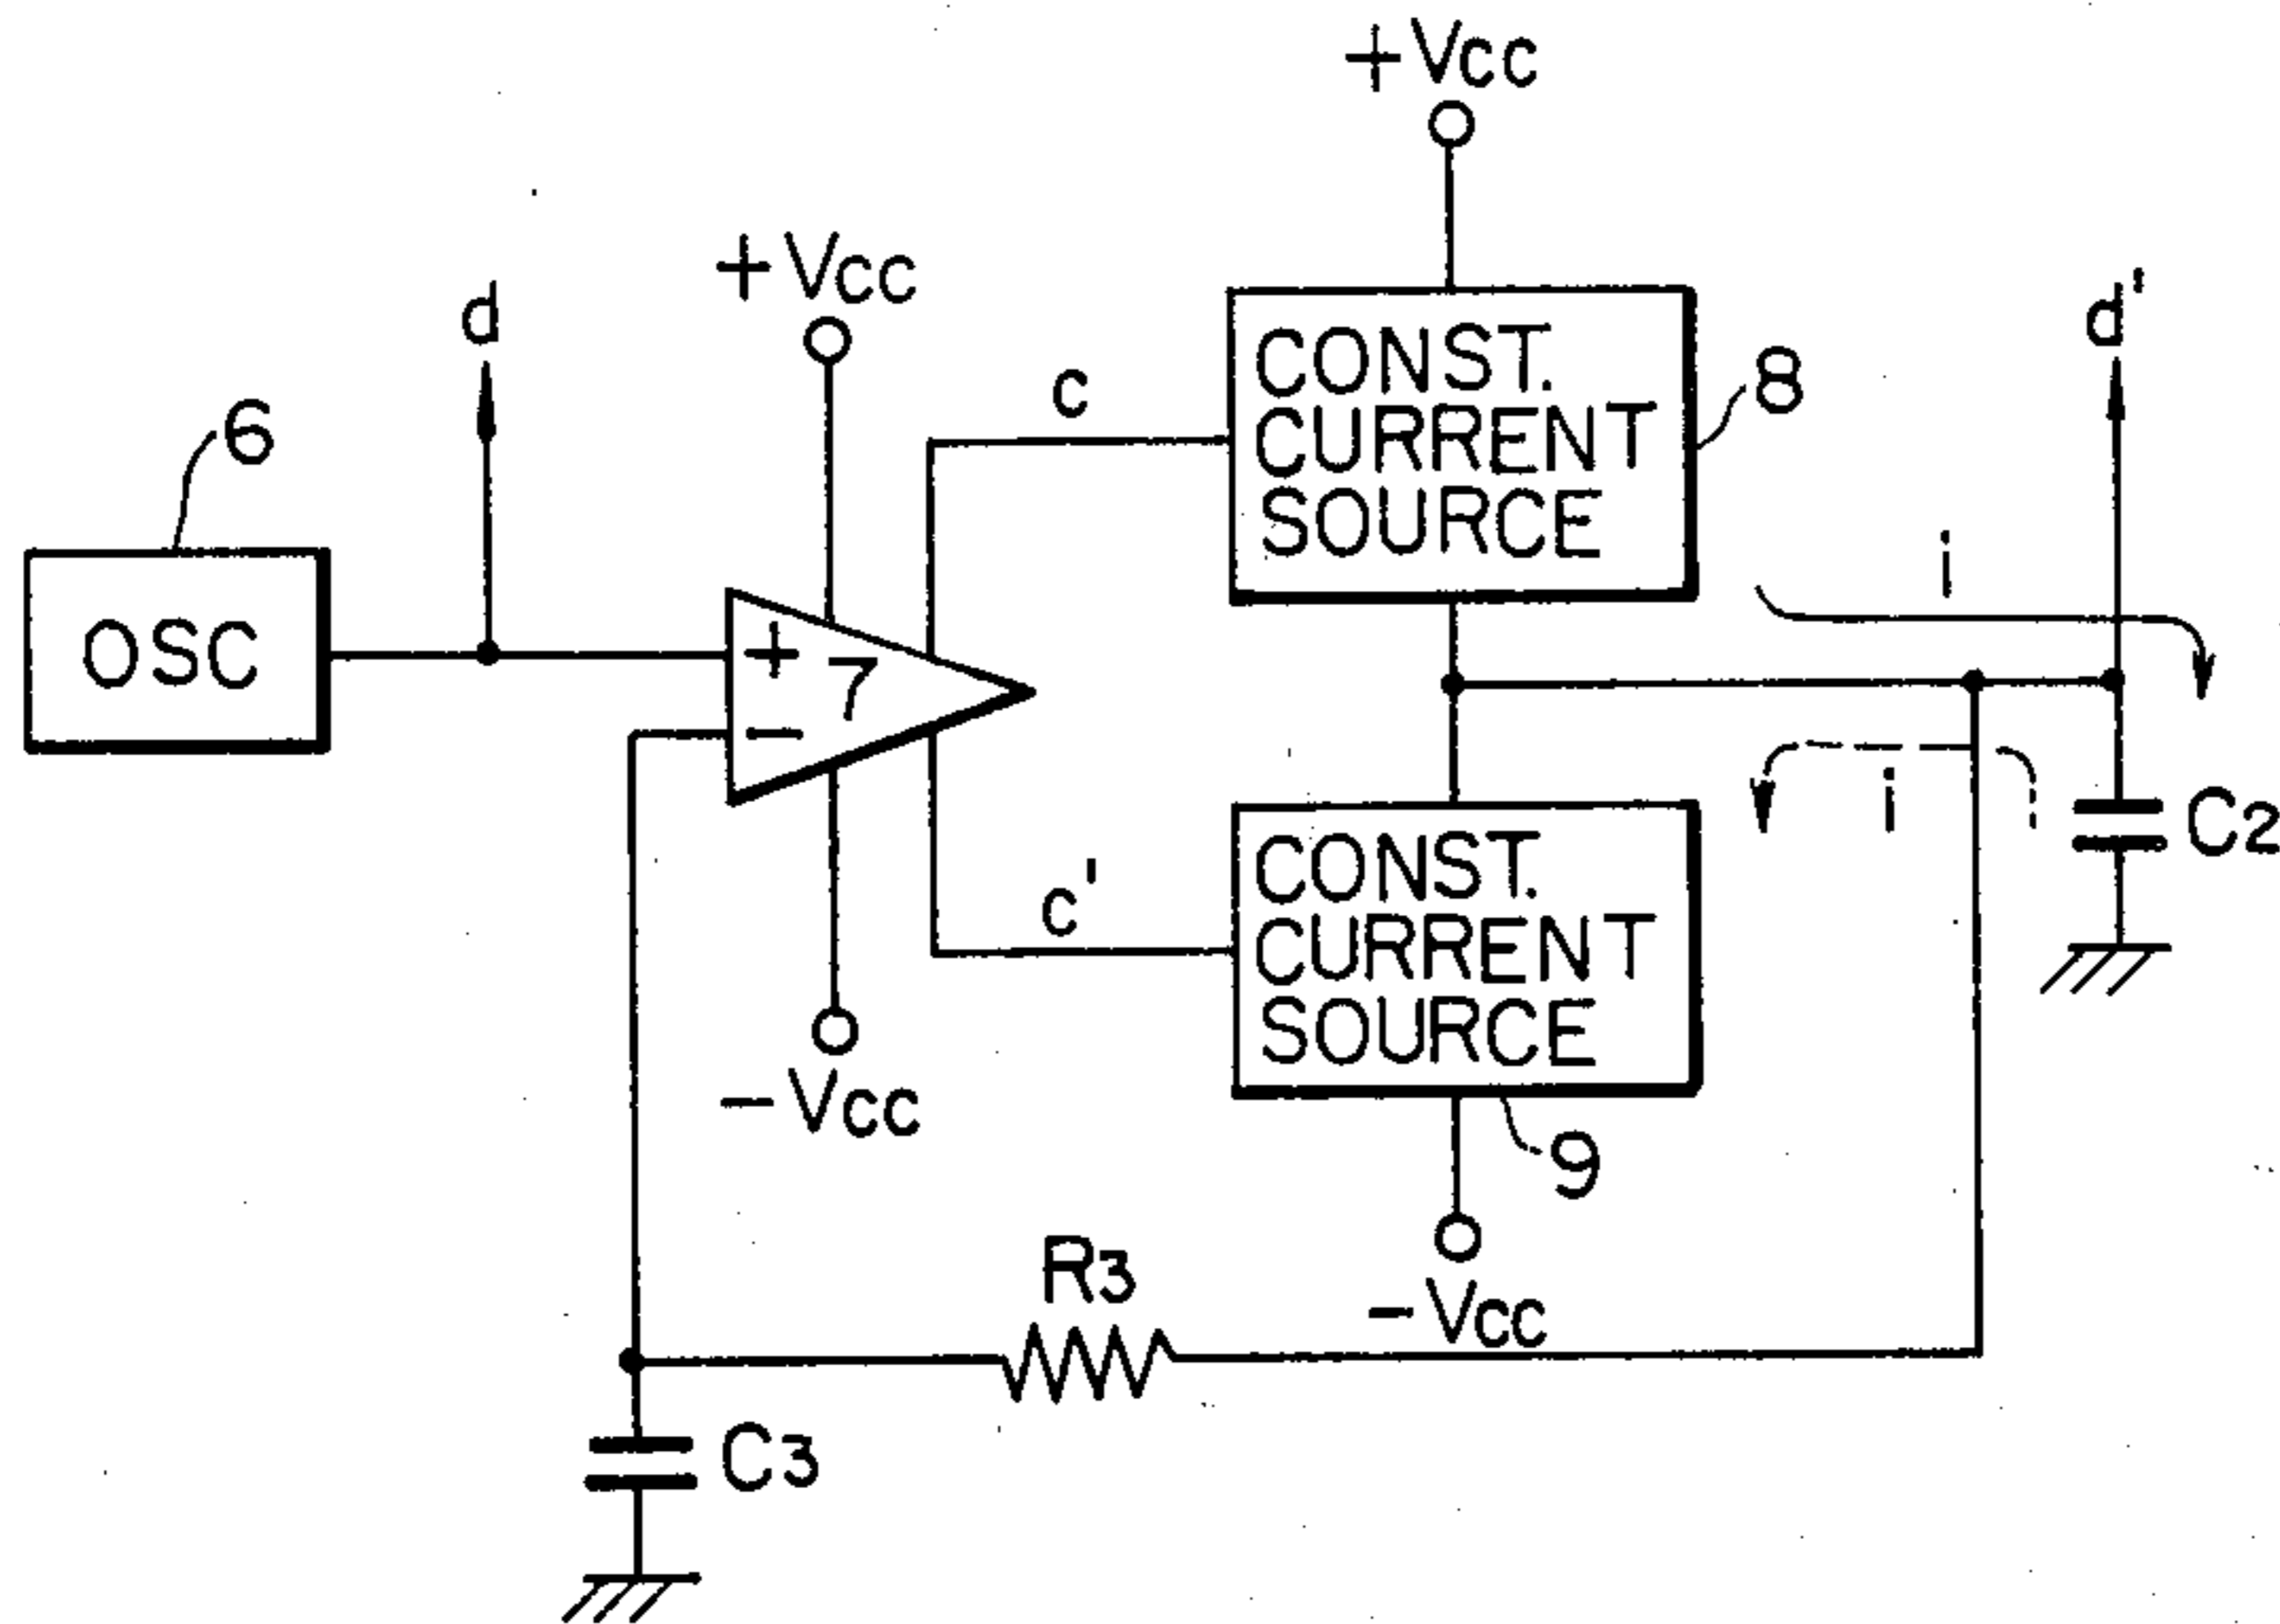 +Vcc
+Vcc
d
d'
c
CONST.
CURRENT
SOURCE
8
6
i
OSC
+
7
−
i
C2
c'
CONST.
CURRENT
SOURCE
−Vcc
9
R3
−Vcc
C3